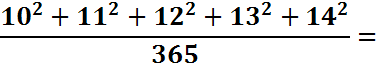 10² + 11² + 12² + 13² + 14²
365
=